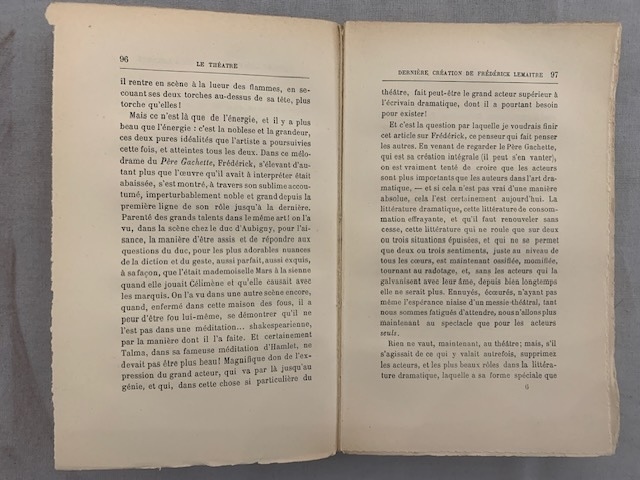 96
LE THÉATRE
il rentre en scène à la lueur des flammes, en se-
couant ses deux torches au-dessus de sa tête, plus
torche qu'elles!
Mais ce n'est là que de l'énergie, et il y a plus
beau que l'énergie : c'est la noblese et la grandeur,
ces deux pures idéalités que l'artiste a poursuivies
cette fois, et atteintes tous les deux. Dans ce mélo-
drame du Père Gachette, Frédérick, s'élevant d'au-
tant plus que l'œuvre qu'il avait à interpréter était
abaissée, s'est montré, à travers son sublime accou-
tumé, imperturbablement noble et grand depuis la
première ligne de son rôle jusqu'à la dernière.
Parenté des grands talents dans le même art! on l'a
vu, dans la scène chez le duc d'Aubigny, pour l'ai-
sance, la manière d'être assis et de répondre aux
questions du duc, pour les plus adorables nuances
de la diction et du geste, aussi parfait, aussi exquis,
à sa façon, que l'était mademoiselle Mars à la sienne
quand elle jouait Célimène et qu'elle causait avec
les marquis. On l'a vu dans une autre scène encore,
quand, enfermé dans cette maison des fous, il a
peur d'être fou lui-même, se démontrer qu'il ne
l'est pas dans une méditation... shakespearienne,
par la manière dont il l'a faite. Et certainement
Talma, dans sa fameuse méditation d'Hamlet, ne
devait pas être plus beau! Magnifique don de l'ex-
pression du grand acteur, qui va par là jusqu'au
génie, et qui, dans cette chose si particulière du
DERNIÈRE CRÉATION DE FRÉDÉRICK LEMAITRE 97
théâtre, fait peut-être le grand acteur supérieur à
l'écrivain dramatique, dont il a pourtant besoin
pour exister!
Et c'est la question par laquelle je voudrais finir
cet article sur Frédérick, ce penseur qui fait penser
les autres. En venant de regarder le Père Gachette,
qui est sa création intégrale (il peut s'en vanter),
on est vraiment tenté de croire que les acteurs
sont plus importants que les auteurs dans l'art dra-
matique, — et si cela n'est pas vrai d'une manière
absolue, cela l'est certainement aujourd'hui. La
littérature dramatique, cette littérature de consom-
mation effrayante, et qu'il faut renouveler sans
cesse, cette littérature qui ne roule que sur deux
ou trois situations épuisées, et qui ne se permet
que deux ou trois sentiments, juste au niveau de
tous les cœurs, est maintenant ossifiée, momifiée,
tournant au radotage, et, sans les acteurs qui la
galvanisent avec leur âme, depuis bien longtemps
elle ne serait plus. Ennuyés, écœurés, n'ayant pas
même l'espérance niaise d'un messie-théâtral, tant
nous sommes fatigués d'attendre, nous n'allons plus
maintenant au spectacle que pour les acteurs
seuls.
Rien ne vaut, maintenant, au théâtre; mais, s'il
s'agissait de ce qui y valait autrefois, supprimez
les acteurs, et les plus beaux rôles dans la littéra-
ture dramatique, laquelle a sa forme spéciale que
6